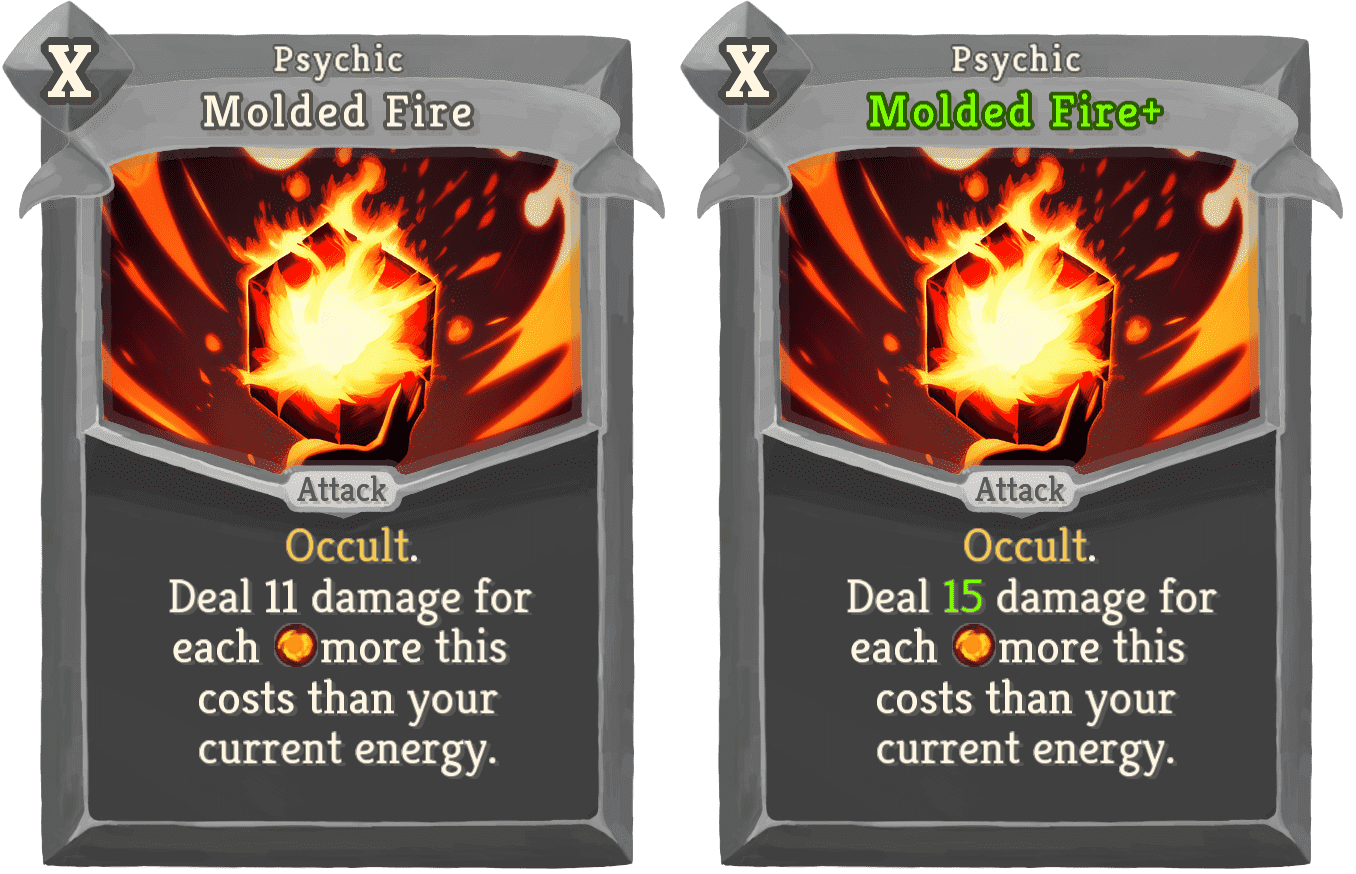 X
Psychic
Molded Fire
Attack
Occult.
Deal 11 damage for
each more this
costs than your
current energy.
X
Psychic
Molded Fire+
Attack
Occult.
Deal 15 damage for
each more this
costs than your
current energy.